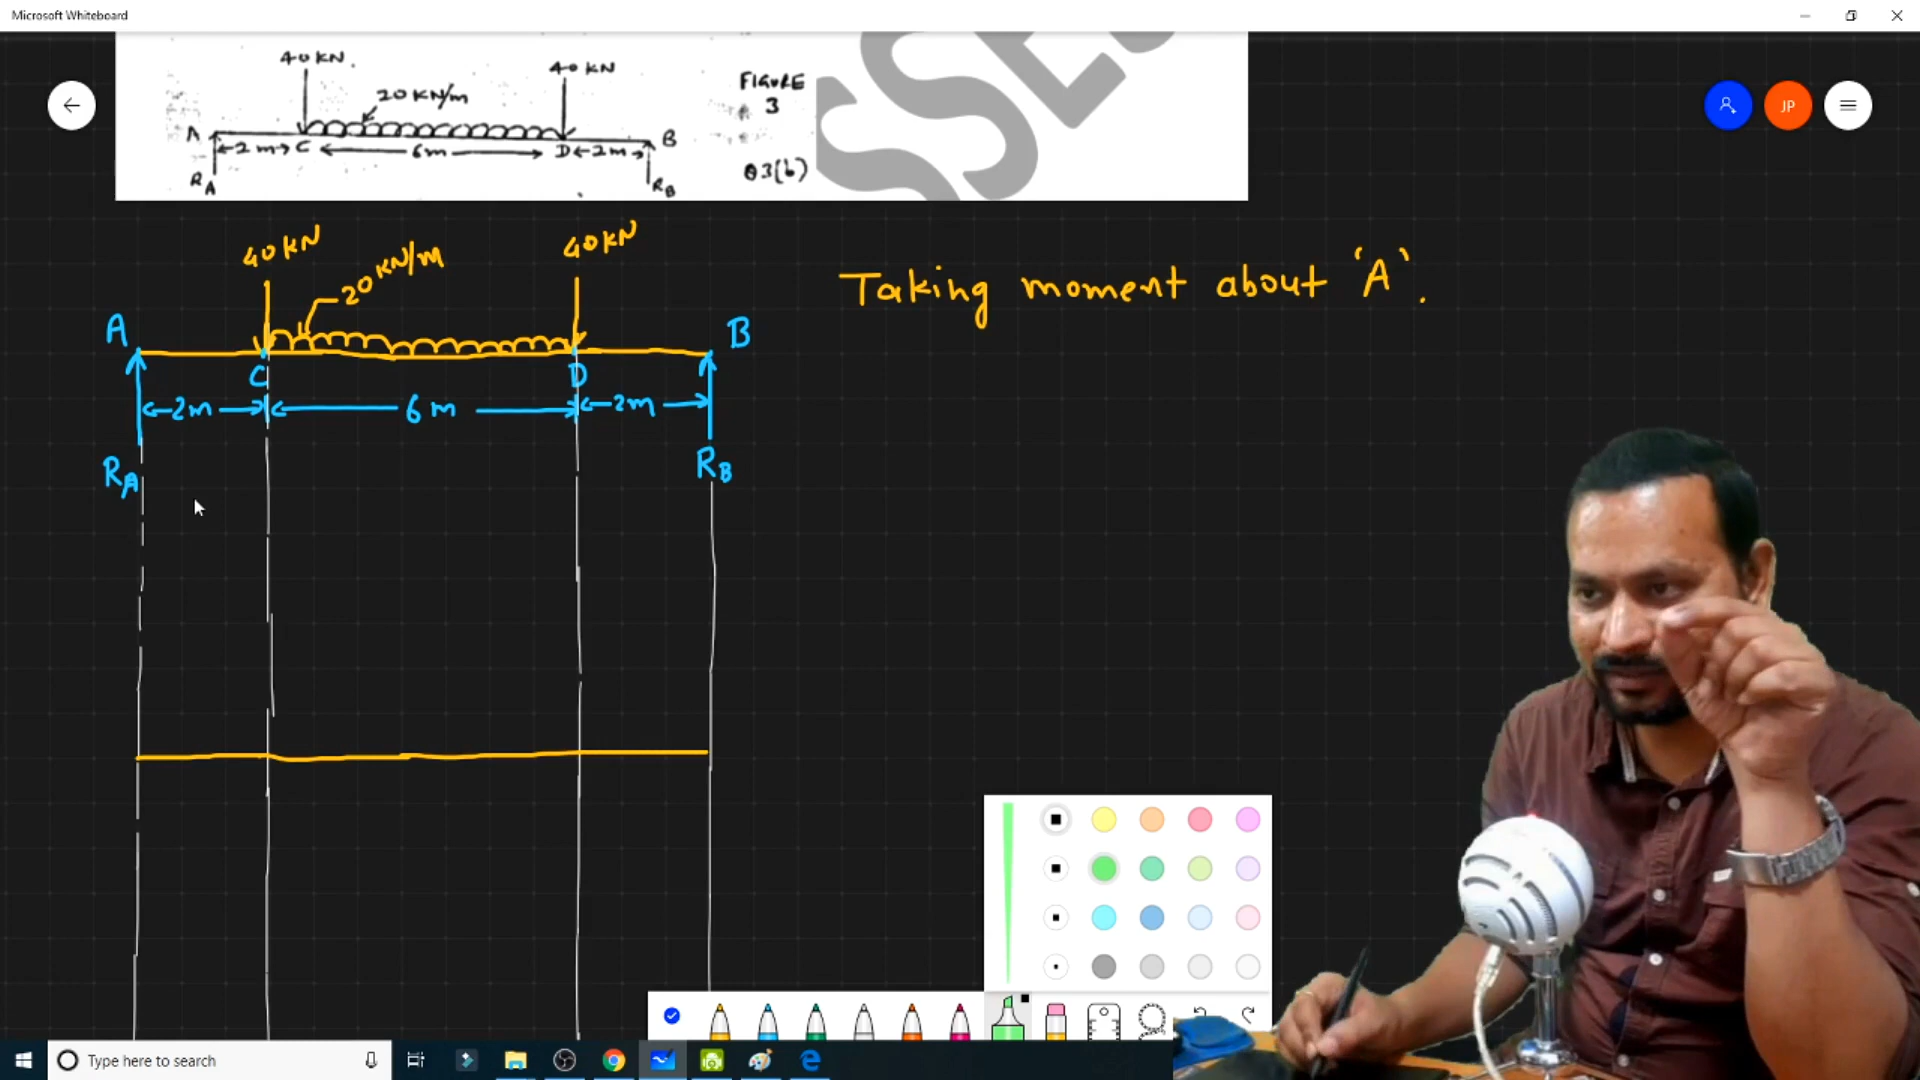 Microsoft Whiteboard
40 KN.
40 KN
20 KN/m
FIGURE
3
A
2 m
C
6m
D
2 m
B
RA
RB
Q3(b)
JP
40 KN
20 KN/m
40 KN
Taking moment about 'A'.
A
B
C
D
2m
6 m
2m
RA
RB
Type here to search